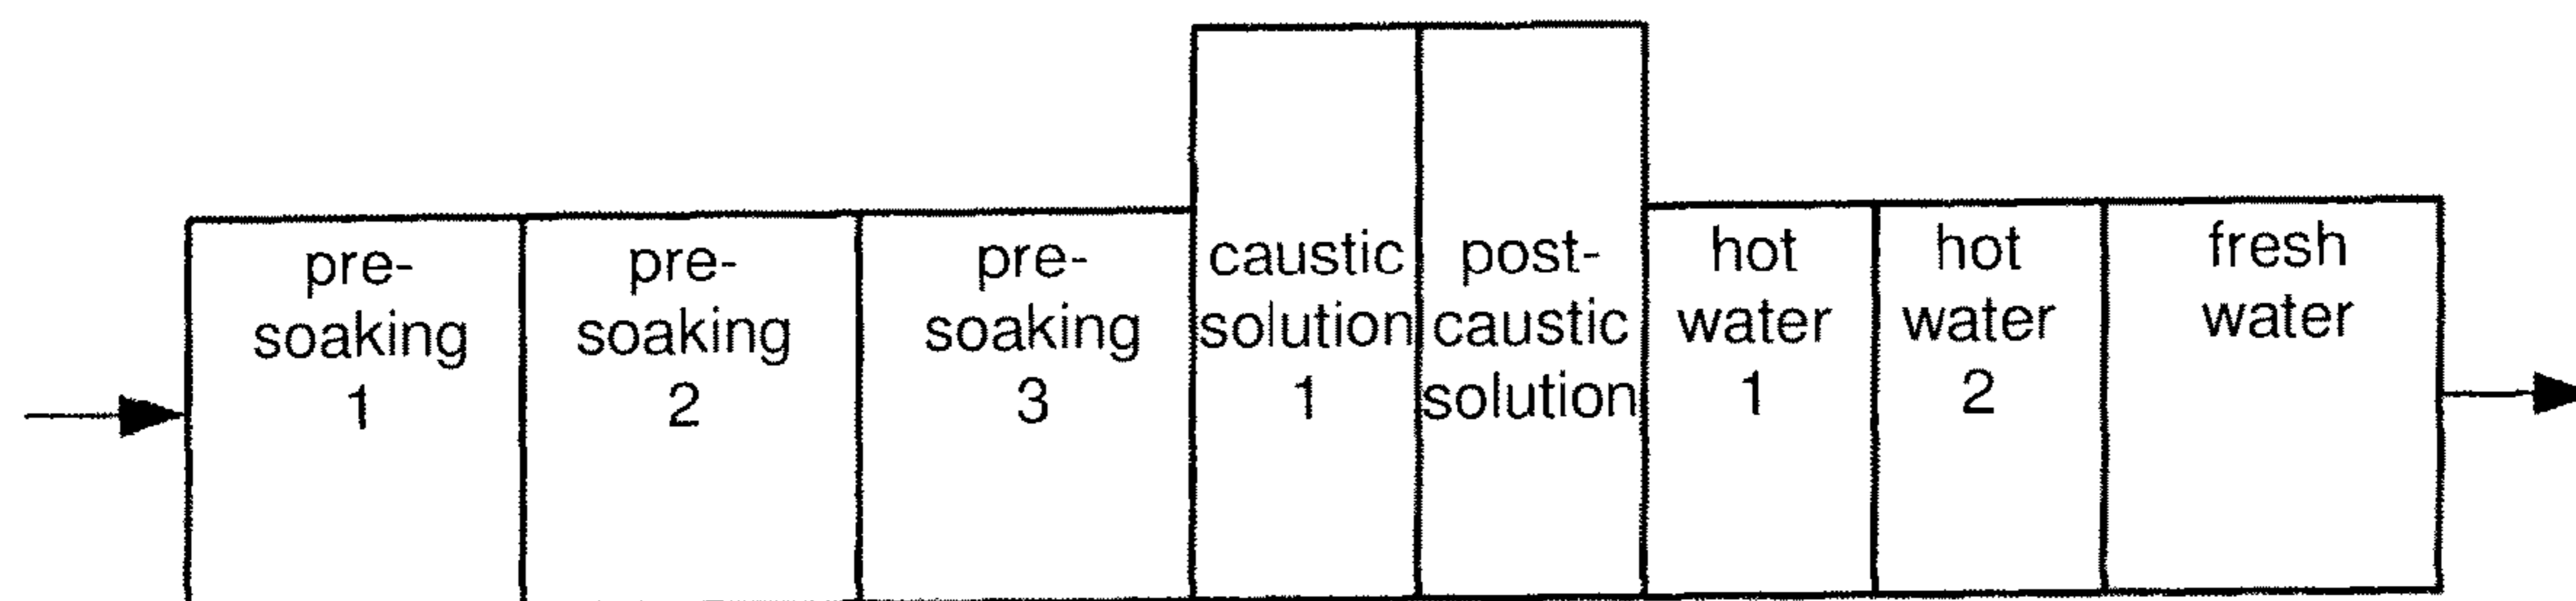 pre-
soaking
1
pre-
soaking
2
pre-
soaking
3
caustic
solution
1
post-
caustic
solution
hot
water
1
hot
water
2
fresh
water